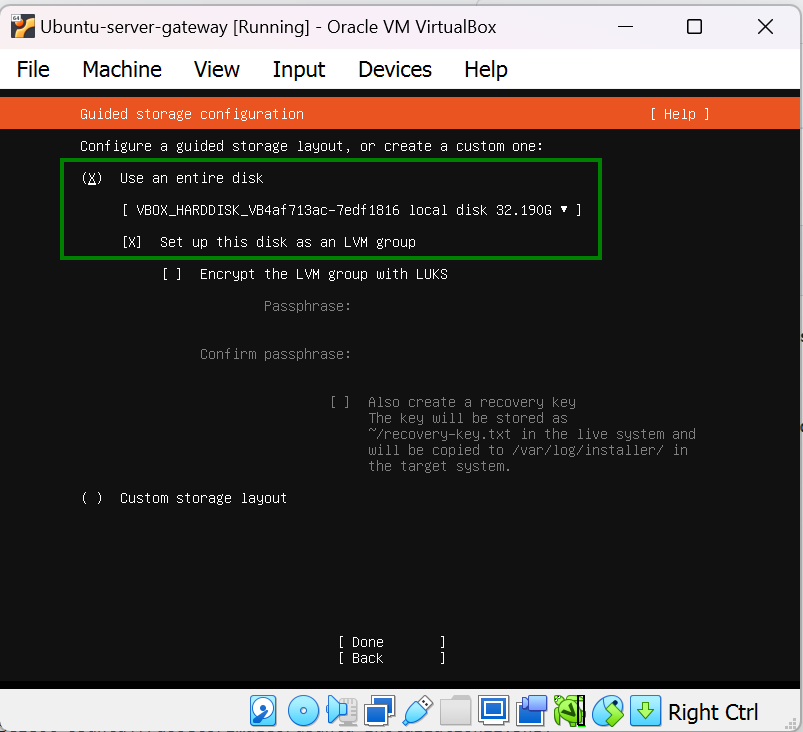 Ubuntu-server-gateway [Running] - Oracle VM VirtualBox
File Machine View Input Devices Help
Guided storage configuration [ Help ]
Configure a guided storage layout, or create a custom one:
(X) Use an entire disk
[ VBOX_HARDDISK_VB4af713ac-7edf1816 local disk 32.190G ▾ ]
[X] Set up this disk as an LVM group
[ ] Encrypt the LVM group with LUKS
Passphrase:
Confirm passphrase:
[ ] Also create a recovery key
The key will be stored as
~/recovery-key.txt in the live system and
will be copied to /var/log/installer/ in
the target system.
( ) Custom storage layout
[ Done ]
[ Back ]
Right Ctrl